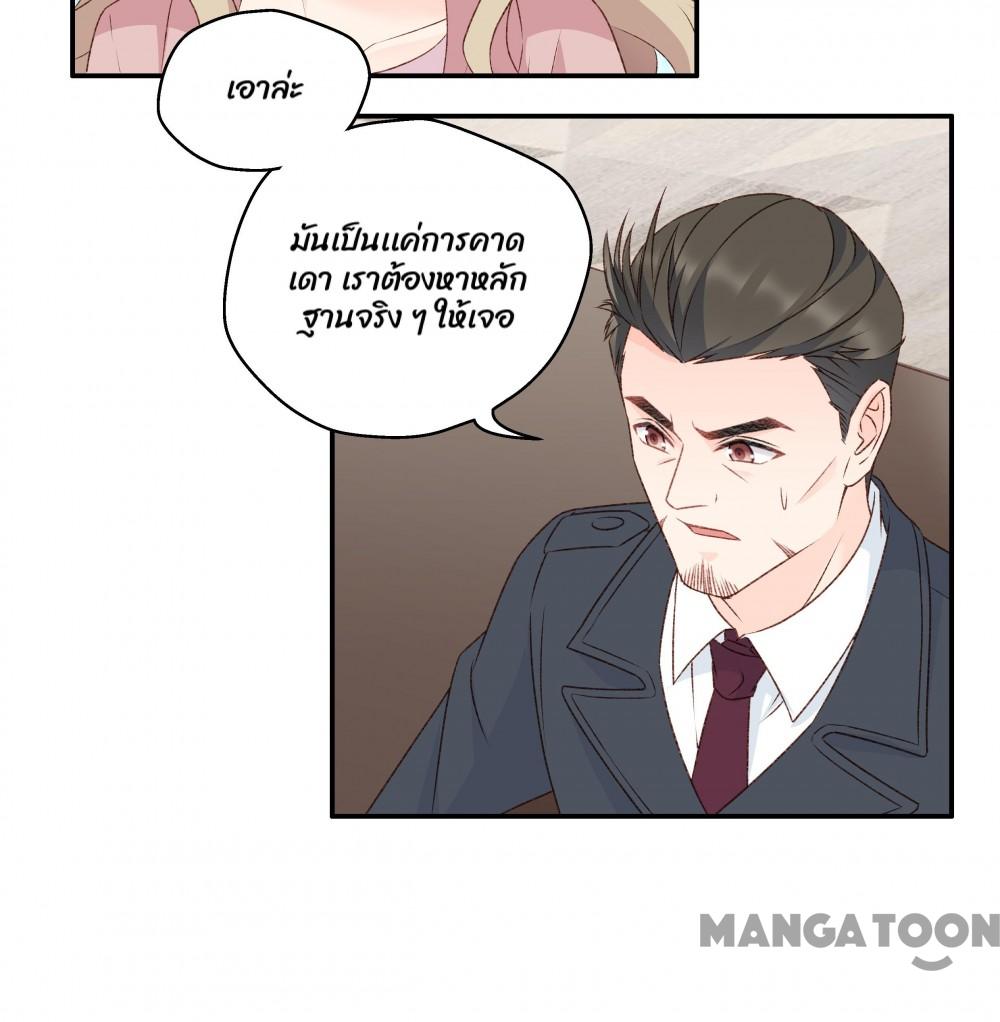 เอาล่ะ
มันเป็นแค่การคาด
เดา เราต้องหาหลัก
ฐานจริง ๆ ให้เจอ
MANGATOON